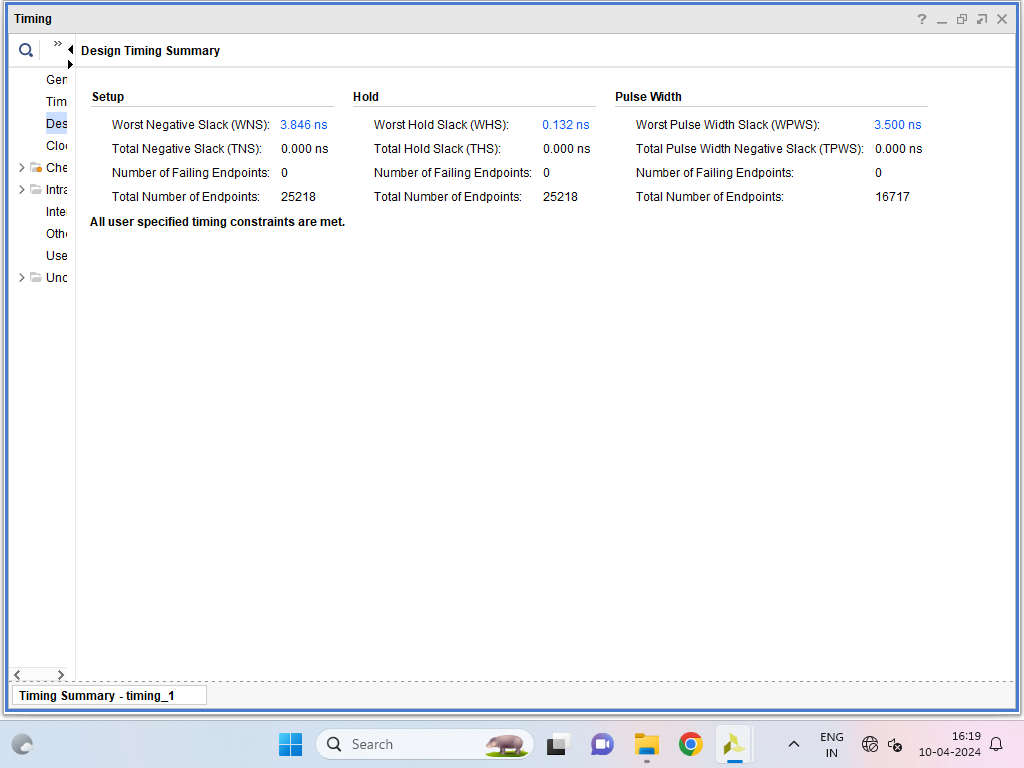 Timing
Design Timing Summary
Gen
Tim
Des
Cloc
Che
Intra
Inter
Othe
Use
Unc
Setup
Worst Negative Slack (WNS): 3.846 ns
Total Negative Slack (TNS): 0.000 ns
Number of Failing Endpoints: 0
Total Number of Endpoints: 25218
Hold
Worst Hold Slack (WHS): 0.132 ns
Total Hold Slack (THS): 0.000 ns
Number of Failing Endpoints: 0
Total Number of Endpoints: 25218
Pulse Width
Worst Pulse Width Slack (WPWS): 3.500 ns
Total Pulse Width Negative Slack (TPWS): 0.000 ns
Number of Failing Endpoints: 0
Total Number of Endpoints: 16717
All user specified timing constraints are met.
Timing Summary - timing_1
Search
ENG
IN
16:19
10-04-2024